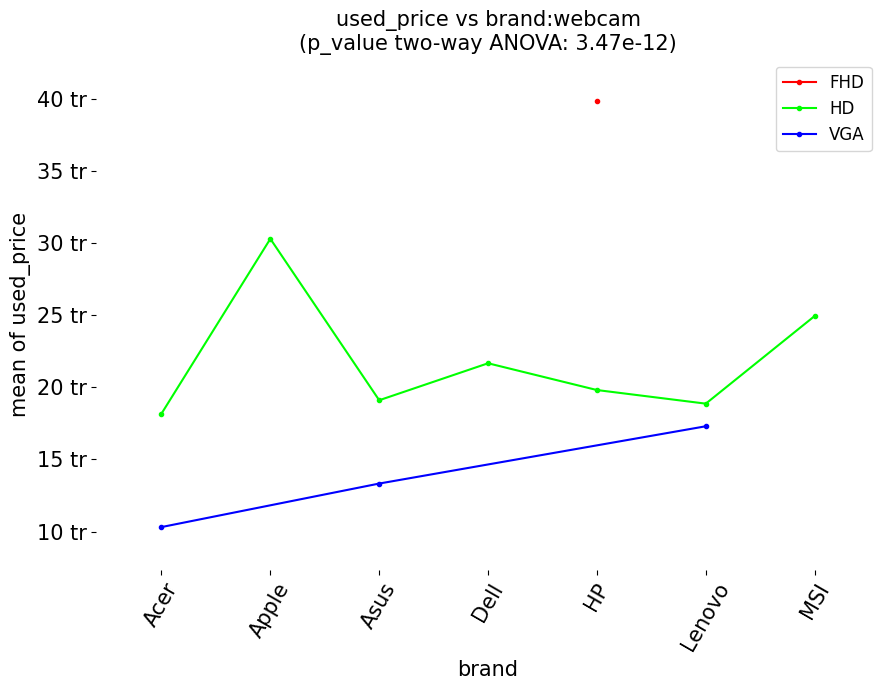 used_price vs brand:webcam
(p_value two-way ANOVA: 3.47e-12)
FHD
HD
VGA
mean of used_price
40 tr
35 tr
30 tr
25 tr
20 tr
15 tr
10 tr
Acer
Apple
Asus
Dell
HP
Lenovo
MSI
brand